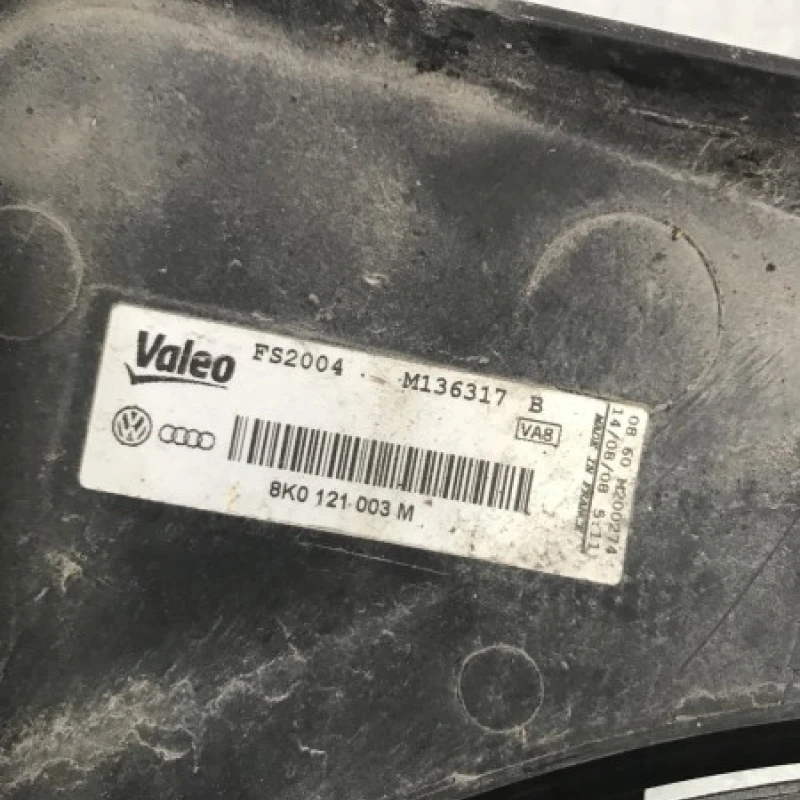 Valeo FS2004 M136317 B
VA8
8K0 121 003 M
08 60 M200274
14/08/08 5:11
MADE IN FRANCE